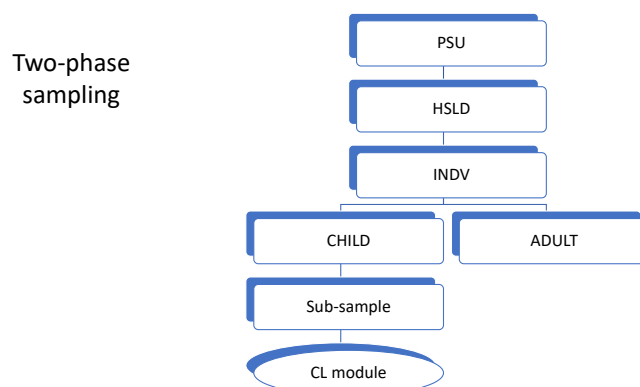 Two-phase
sampling
PSU
HSLD
INDV
CHILD
ADULT
Sub-sample
CL module